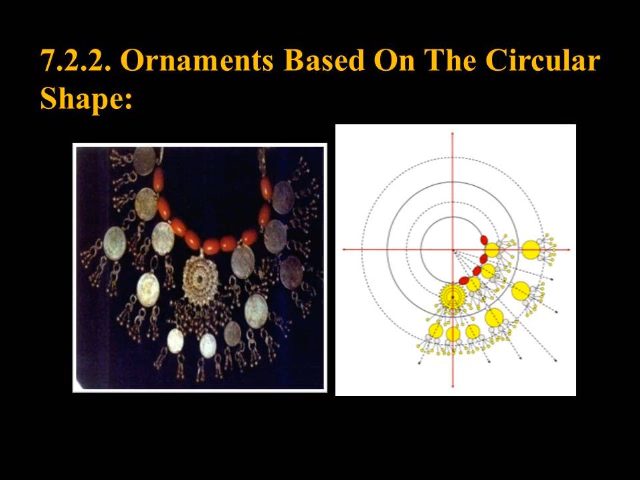 7.2.2. Ornaments Based On The Circular
Shape: